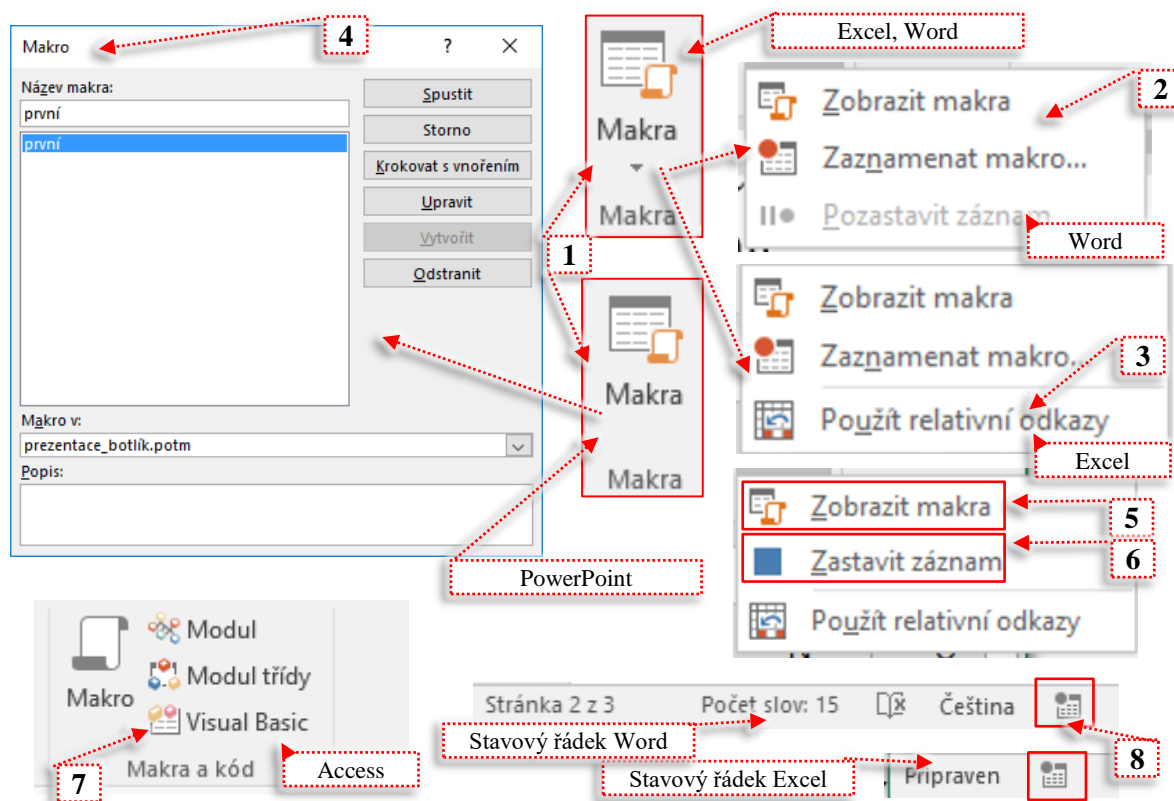 Makro
4
?
Název makra:
první
první
Spustit
Storno
Krokovat s vnořením
Upravit
Vytvořit
Odstranit
Makro v:
prezentace_botlík.potm
Popis:
Makra
Makra
1
Makra
Makra
PowerPoint
Excel, Word
2
Zobrazit makra
Zaznamenat makro...
Pozastavit záznam
Word
Zobrazit makra
Zaznamenat makro...
3
Použít relativní odkazy
Excel
Zobrazit makra
5
Zastavit záznam
6
Použít relativní odkazy
Makro
Modul
Modul třídy
Visual Basic
7
Makra a kód
Access
Stránka 2 z 3
Počet slov: 15
Čeština
Stavový řádek Word
8
Stavový řádek Excel
Připraven